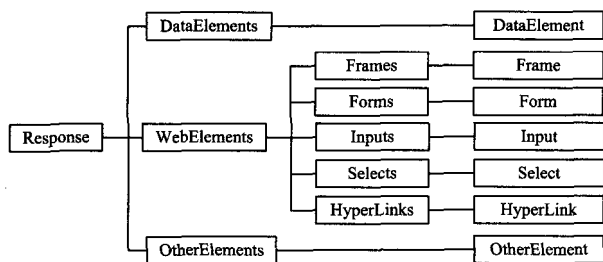 DataElements
DataElement
Frames
Frame
Forms
Form
Response
WebElements
Inputs
Input
Selects
Select
HyperLinks
HyperLink
OtherElements
OtherElement